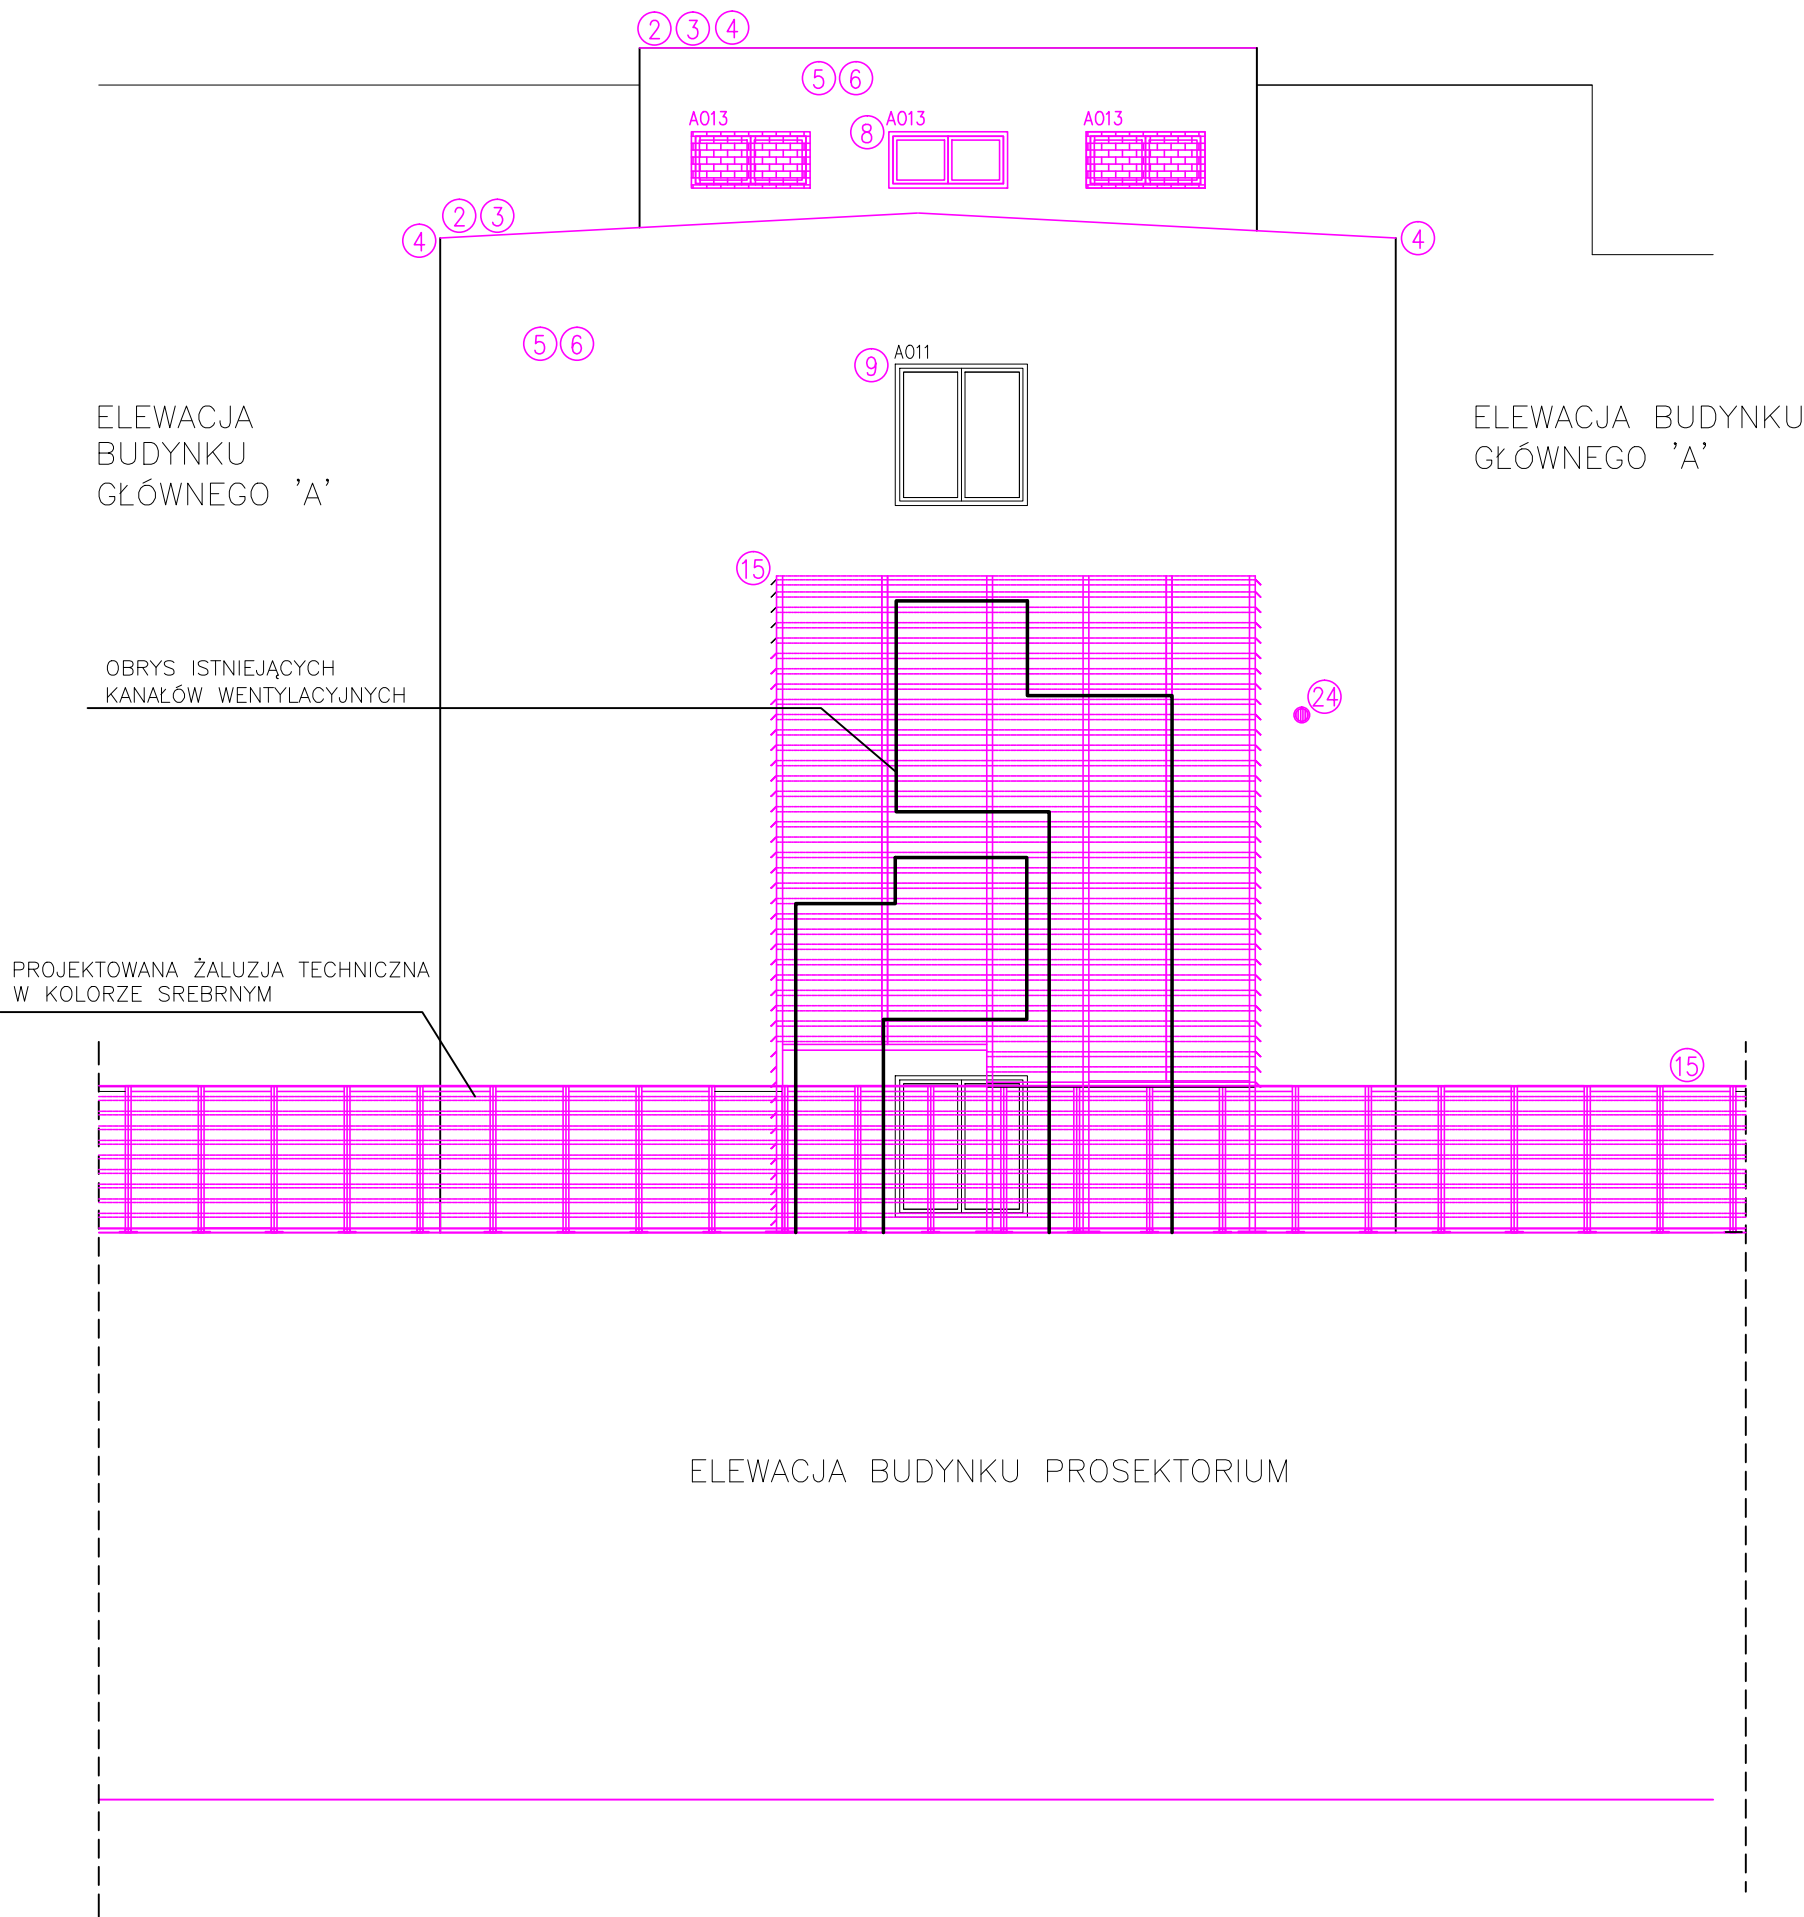 2 3 4
5 6
A013
8
A013
A013
2 3
4
4
5 6
9
A011
ELEWACJA
BUDYNKU
GŁÓWNEGO 'A'
ELEWACJA BUDYNKU
GŁÓWNEGO 'A'
15
OBRYS ISTNIEJĄCYCH
KANAŁÓW WENTYLACYJNYCH
24
PROJEKTOWANA ŻALUZJA TECHNICZNA
W KOLORZE SREBRNYM
15
ELEWACJA BUDYNKU PROSEKTORIUM